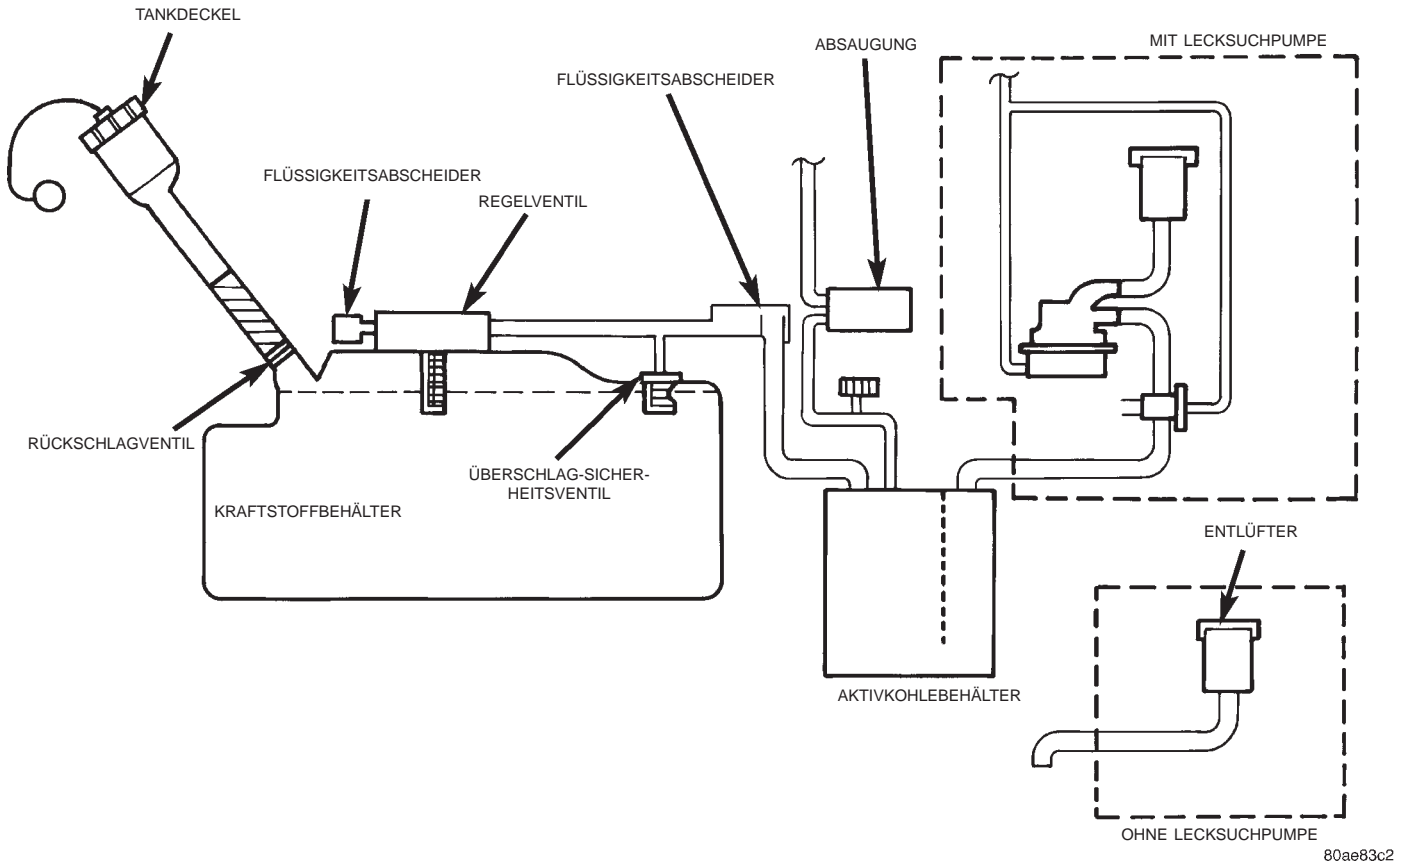 TANKDECKEL
ABSAUGUNG
MIT LECKSUCHPUMPE
FLÜSSIGKEITSABSCHEIDER
FLÜSSIGKEITSABSCHEIDER
REGELVENTIL
RÜCKSCHLAGVENTIL
ÜBERSCHLAG-SICHER-
HEITSVENTIL
KRAFTSTOFFBEHÄLTER
ENTLÜFTER
AKTIVKOHLEBEHÄLTER
OHNE LECKSUCHPUMPE
80ae83c2